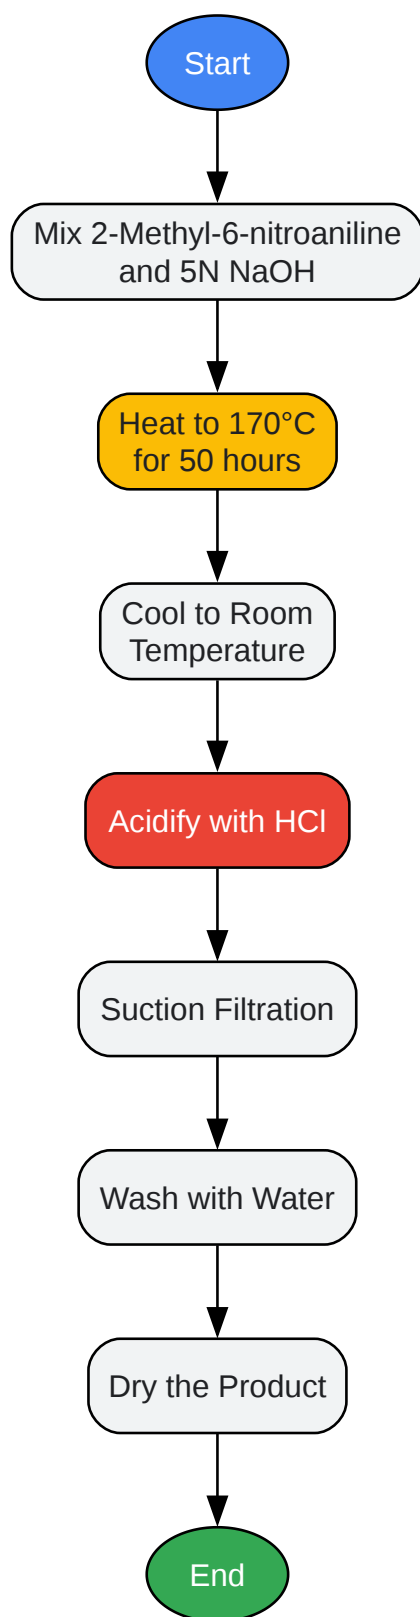 Start
Mix 2-Methyl-6-nitroaniline
and 5N NaOH
Heat to 170°C
for 50 hours
Cool to Room
Temperature
Acidify with HCl
Suction Filtration
Wash with Water
Dry the Product
End